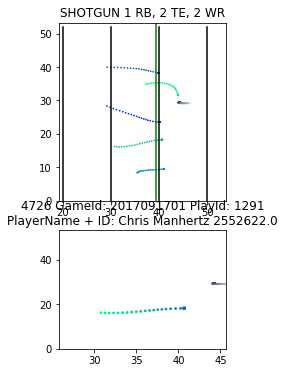 SHOTGUN 1 RB, 2 TE, 2 WR
50
40
30
20
10
0
20 30 40 50
4726 GameId: 2017091701 PlayId: 1291
PlayerName + ID: Chris Manhertz 2552622.0
40
20
0
30 35 40 45